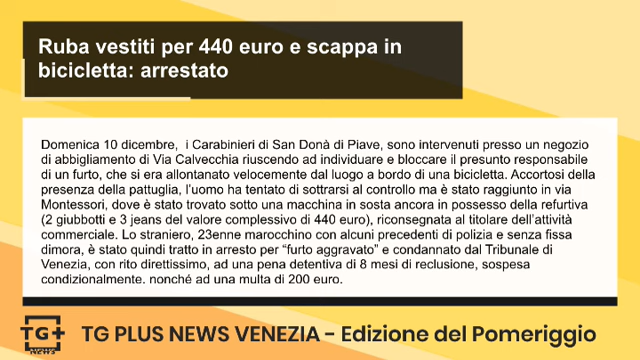 Ruba vestiti per 440 euro e scappa in
bicicletta: arrestato
Domenica 10 dicembre,  i Carabinieri di San Donà di Piave, sono intervenuti presso un negozio
di abbigliamento di Via Calvecchia riuscendo ad individuare e bloccare il presunto responsabile
di un furto, che si era allontanato velocemente dal luogo a bordo di una bicicletta. Accortosi della
presenza della pattuglia, l'uomo ha tentato di sottrarsi al controllo ma è stato raggiunto in via
Montessori, dove è stato trovato sotto una macchina in sosta ancora in possesso della refurtiva
(2 giubbotti e 3 jeans del valore complessivo di 440 euro), riconsegnata al titolare dell'attività
commerciale. Lo straniero, 23enne marocchino con alcuni precedenti di polizia e senza fissa
dimora, è stato quindi tratto in arresto per "furto aggravato" e condannato dal Tribunale di
Venezia, con rito direttissimo, ad una pena detentiva di 8 mesi di reclusione, sospesa
condizionalmente. nonché ad una multa di 200 euro.
TG+
NEWS
TG PLUS NEWS VENEZIA - Edizione del Pomeriggio